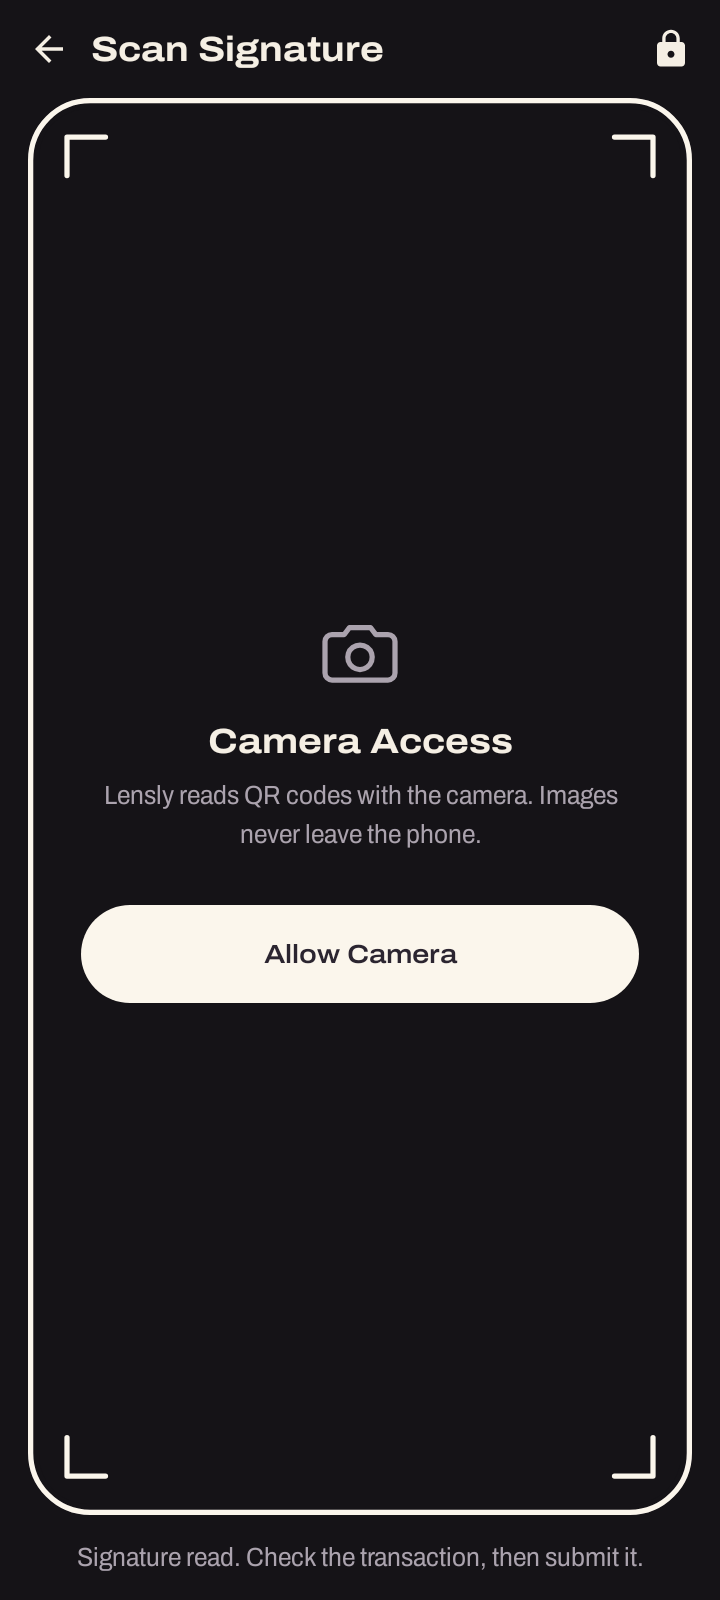 Scan Signature
Camera Access
Lensly reads QR codes with the camera. Images
never leave the phone.
Allow Camera
Signature read. Check the transaction, then submit it.